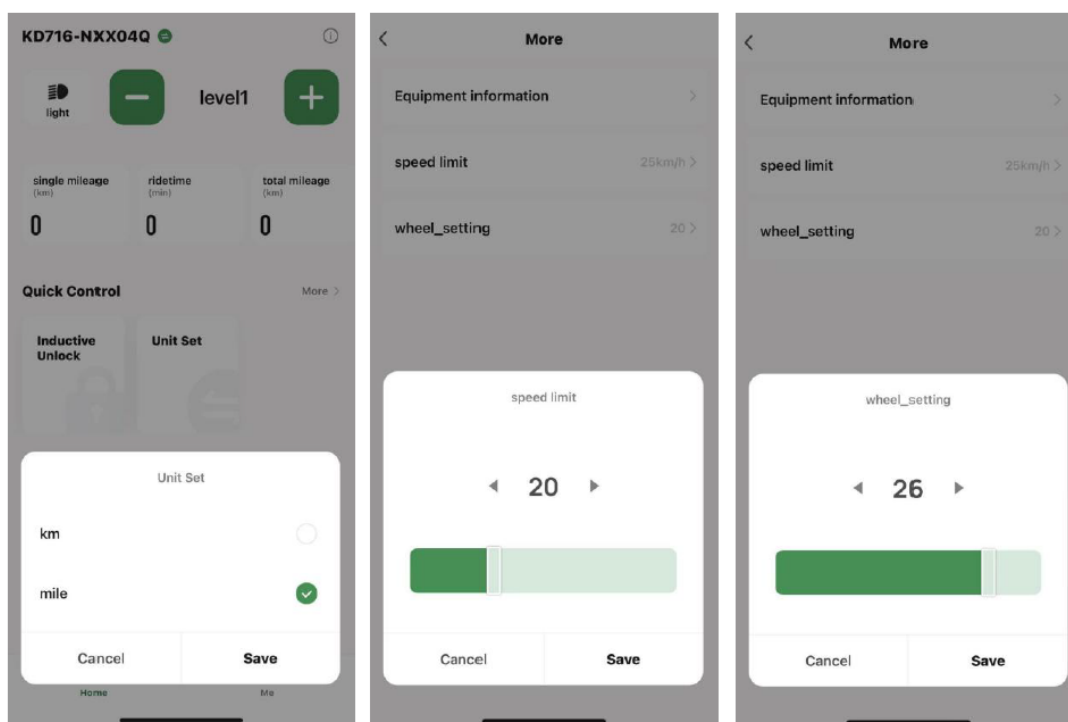 KD716-NXX04Q
light
level1
single mileage
(km)
0
ridetime
(min)
0
total mileage
(km)
0
Quick Control
More >
Inductive
Unlock
Unit Set
Unit Set
km
mile
Cancel
Save
Home
Me
More
Equipment information
speed limit
25km/h >
wheel_setting
20 >
speed limit
20
Cancel
Save
More
Equipment information
speed limit
25km/h >
wheel_setting
20 >
wheel_setting
26
Cancel
Save